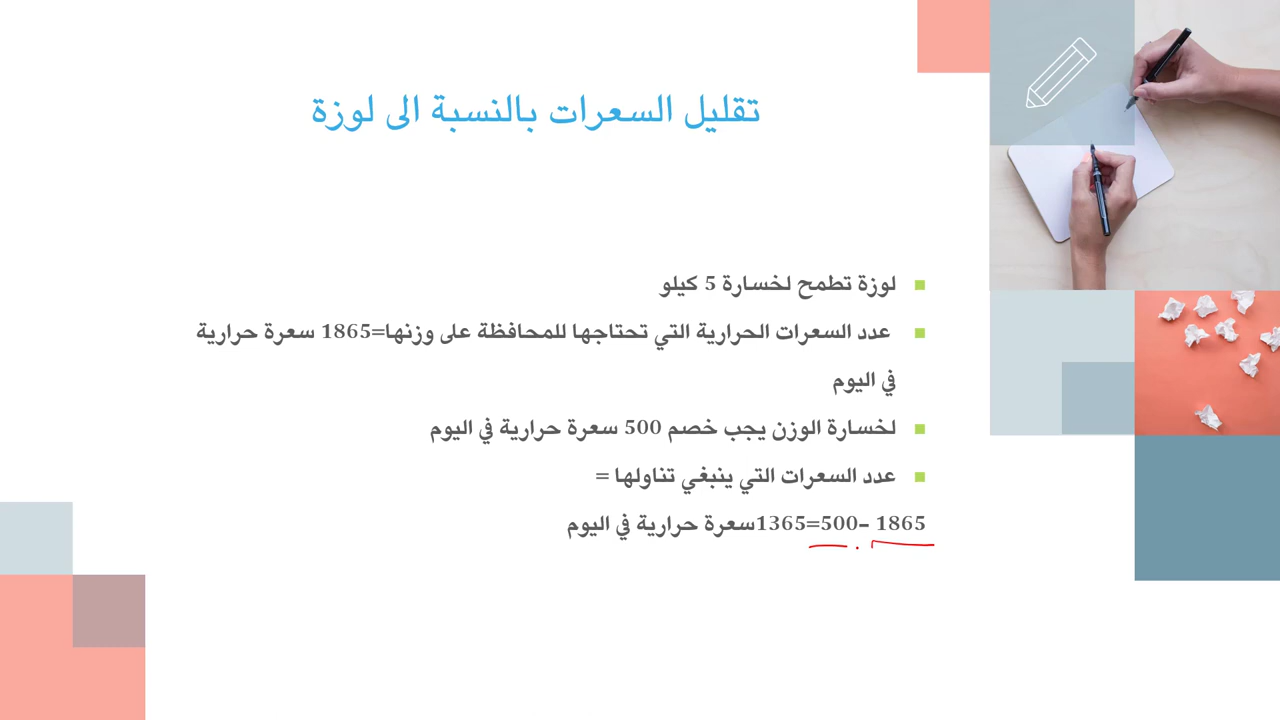 تقليل السعرات بالنسبة الى لوزة
لوزة تطمح لخسارة 5 كيلو
عدد السعرات الحرارية التي تحتاجها للمحافظة على وزنها=1865 سعرة حرارية
في اليوم
لخسارة الوزن يجب خصم 500 سعرة حرارية في اليوم
عدد السعرات التي ينبغي تناولها =
1865 –500=1365سعرة حرارية في اليوم